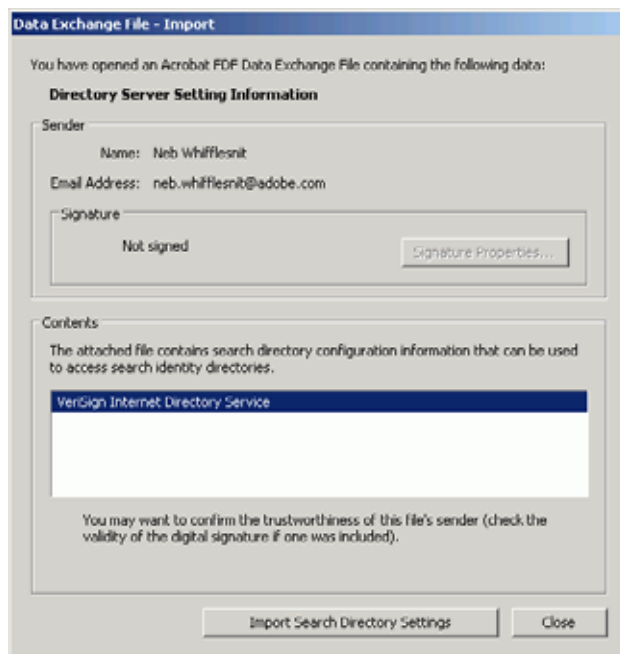 Data Exchange File - Import
You have opened an Acrobat FDF Data Exchange File containing the following data:
Directory Server Setting Information
Sender
Name: Neb Whifflesnit
Email Address: neb.whifflesnit@adobe.com
Signature
Not signed
Signature Properties...
Contents
The attached file contains search directory configuration information that can be used
to access search identity directories.
VeriSign Internet Directory Service
You may want to confirm the trustworthiness of this file's sender (check the
validity of the digital signature if one was included).
Import Search Directory Settings
Close